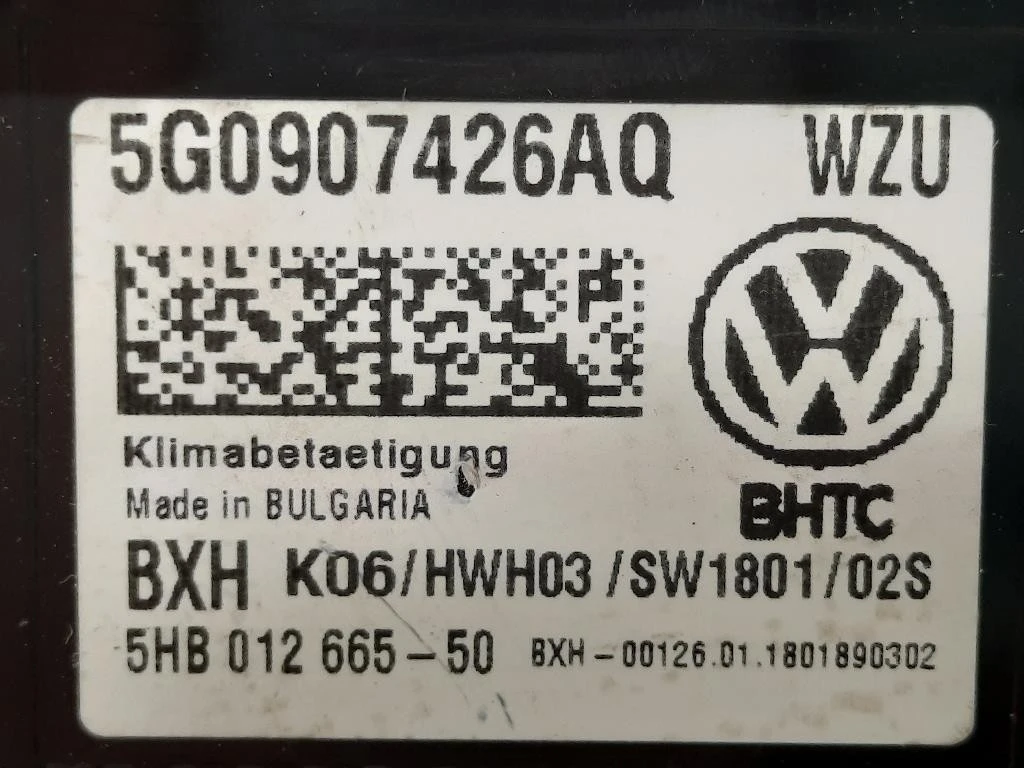 5G0907426AQ WZU
Klimabetaetigung
Made in BULGARIA
BHTC
BXH K06/HWH03/SW1801/02S
5HB 012 665-50 BXH-00126.01.1801890302